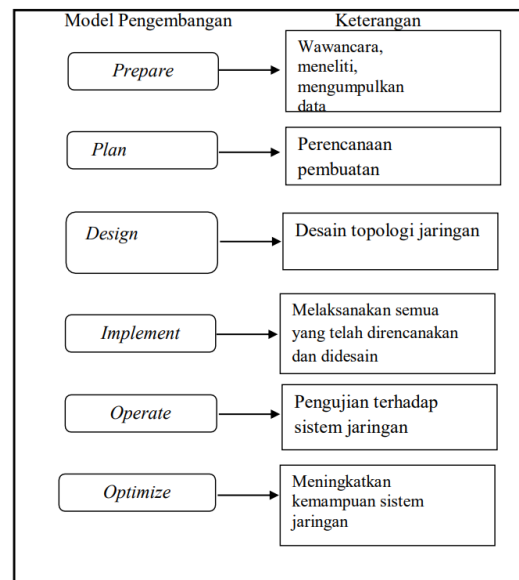 Model Pengembangan Keterangan
Prepare
Wawancara,
meneliti,
mengumpulkan
data
Plan
Perencanaan
pembuatan
Design
Desain topologi jaringan
Implement
Melaksanakan semua
yang telah direncanakan
dan didesain
Operate
Pengujian terhadap
sistem jaringan
Optimize
Meningkatkan
kemampuan sistem
jaringan